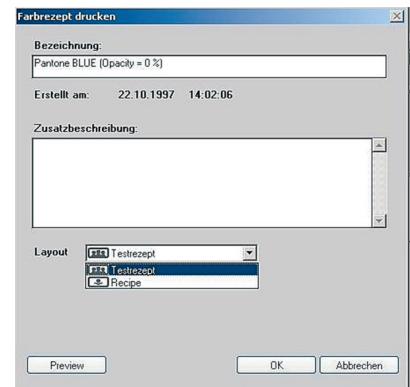 Farbrezept drucken
Bezeichnung:
Pantone BLUE (Opacity = 0 %)
Erstellt am: 22.10.1997 14:02:06
Zusatzbeschreibung:
Layout Testrezept
Testrezept
Recipe
Preview OK Abbrechen